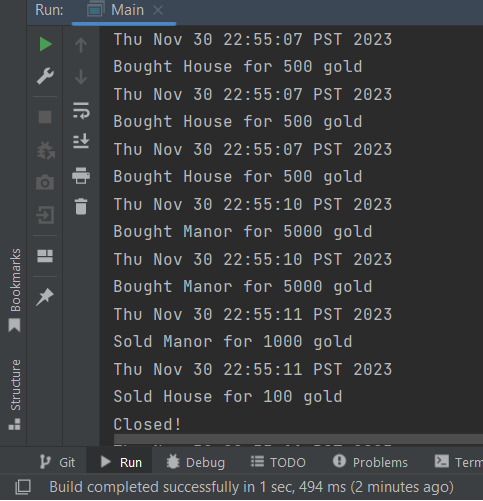 Run: Main
Thu Nov 30 22:55:07 PST 2023
Bought House for 500 gold
Thu Nov 30 22:55:07 PST 2023
Bought House for 500 gold
Thu Nov 30 22:55:07 PST 2023
Bought House for 500 gold
Thu Nov 30 22:55:10 PST 2023
Bought Manor for 5000 gold
Thu Nov 30 22:55:10 PST 2023
Bought Manor for 5000 gold
Thu Nov 30 22:55:11 PST 2023
Sold Manor for 1000 gold
Thu Nov 30 22:55:11 PST 2023
Sold House for 100 gold
Closed!
Bookmarks
Structure
Git Run Debug TODO Problems Term
Build completed successfully in 1 sec, 494 ms (2 minutes ago)